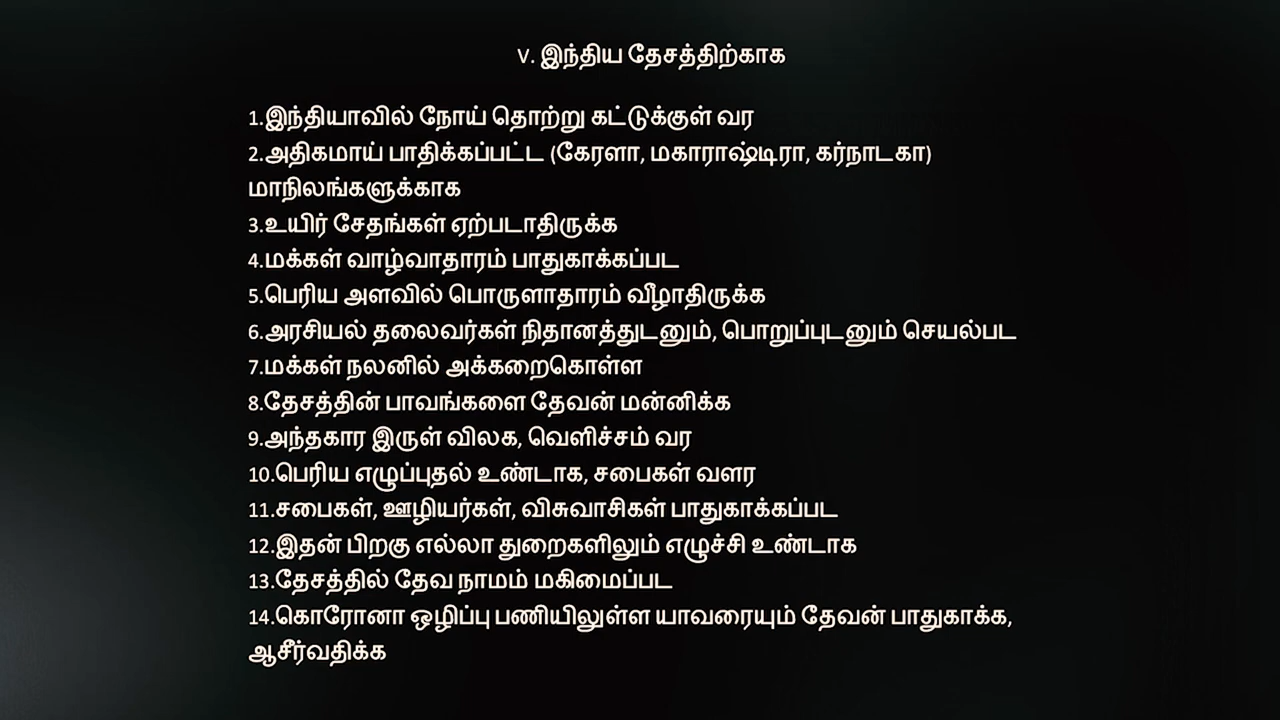 V. இந்திய தேசத்திற்காக
1.இந்தியாவில் நோய் தொற்று கட்டுக்குள் வர
2.அதிகமாய் பாதிக்கப்பட்ட (கேரளா, மகாராஷ்டிரா, கர்நாடகா)
மாநிலங்களுக்காக
3.உயிர் சேதங்கள் ஏற்படாதிருக்க
4.மக்கள் வாழ்வாதாரம் பாதுகாக்கப்பட
5.பெரிய அளவில் பொருளாதாரம் வீழாதிருக்க
6.அரசியல் தலைவர்கள் நிதானத்துடனும், பொறுப்புடனும் செயல்பட
7.மக்கள் நலனில் அக்கறைகொள்ள
8.தேசத்தின் பாவங்களை தேவன் மன்னிக்க
9.அந்தகார இருள் விலக, வெளிச்சம் வர
10.பெரிய எழுப்புதல் உண்டாக, சபைகள் வளர
11.சபைகள், ஊழியர்கள், விசுவாசிகள் பாதுகாக்கப்பட
12.இதன் பிறகு எல்லா துறைகளிலும் எழுச்சி உண்டாக
13.தேசத்தில் தேவ நாமம் மகிமைப்பட
14.கொரோனா ஒழிப்பு பணியிலுள்ள யாவரையும் தேவன் பாதுகாக்க,
ஆசீர்வதிக்க